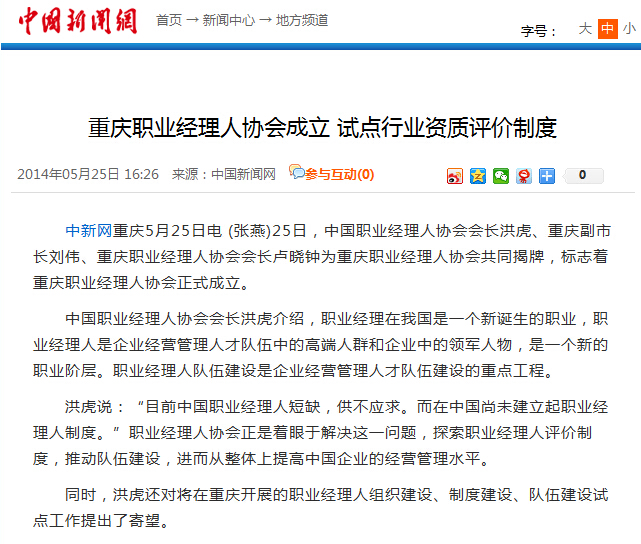 中國新聞網 首页 → 新闻中心 → 地方频道
字号： 大 中 小
重庆职业经理人协会成立 试点行业资质评价制度
2014年05月25日 16:26 来源：中国新闻网 参与互动(0) 0
中新网重庆5月25日电 (张燕)25日，中国职业经理人协会会长洪虎、重庆副市
长刘伟、重庆职业经理人协会会长卢晓钟为重庆职业经理人协会共同揭牌，标志着
重庆职业经理人协会正式成立。
中国职业经理人协会会长洪虎介绍，职业经理在我国是一个新诞生的职业，职
业经理人是企业经营管理人才队伍中的高端人群和企业中的领军人物，是一个新的
职业阶层。职业经理人队伍建设是企业经营管理人才队伍建设的重点工程。
洪虎说：“目前中国职业经理人短缺，供不应求。而在中国尚未建立起职业经
理人制度。”职业经理人协会正是着眼于解决这一问题，探索职业经理人评价制
度，推动队伍建设，进而从整体上提高中国企业的经营管理水平。
同时，洪虎还对将在重庆开展的职业经理人组织建设、制度建设、队伍建设试
点工作提出了寄望。